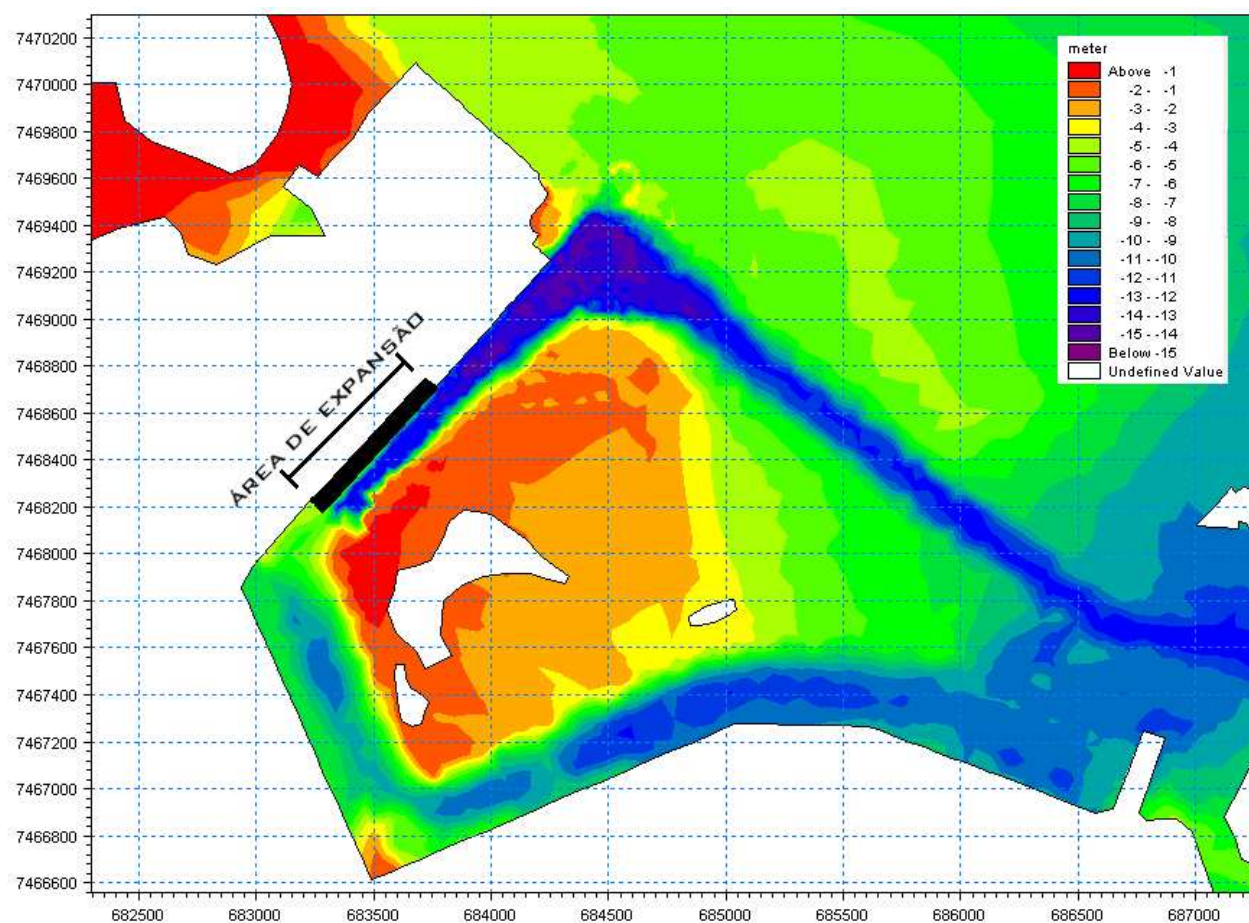 7470200
7470000
7469800
7469600
7469400
7469200
7469000
7468800
7468600
7468400
7468200
7468000
7467800
7467600
7467400
7467200
7467000
7466800
7466600
ÁREA DE EXPANSÃO
meter
Above -1
-2 - -1
-3 - -2
-4 - -3
-5 - -4
-6 - -5
-7 - -6
-8 - -7
-9 - -8
-10 - -9
-11 - -10
-12 - -11
-13 - -12
-14 - -13
-15 - -14
Below -15
Undefined Value
682500 683000 683500 684000 684500 685000 685500 686000 686500 687000